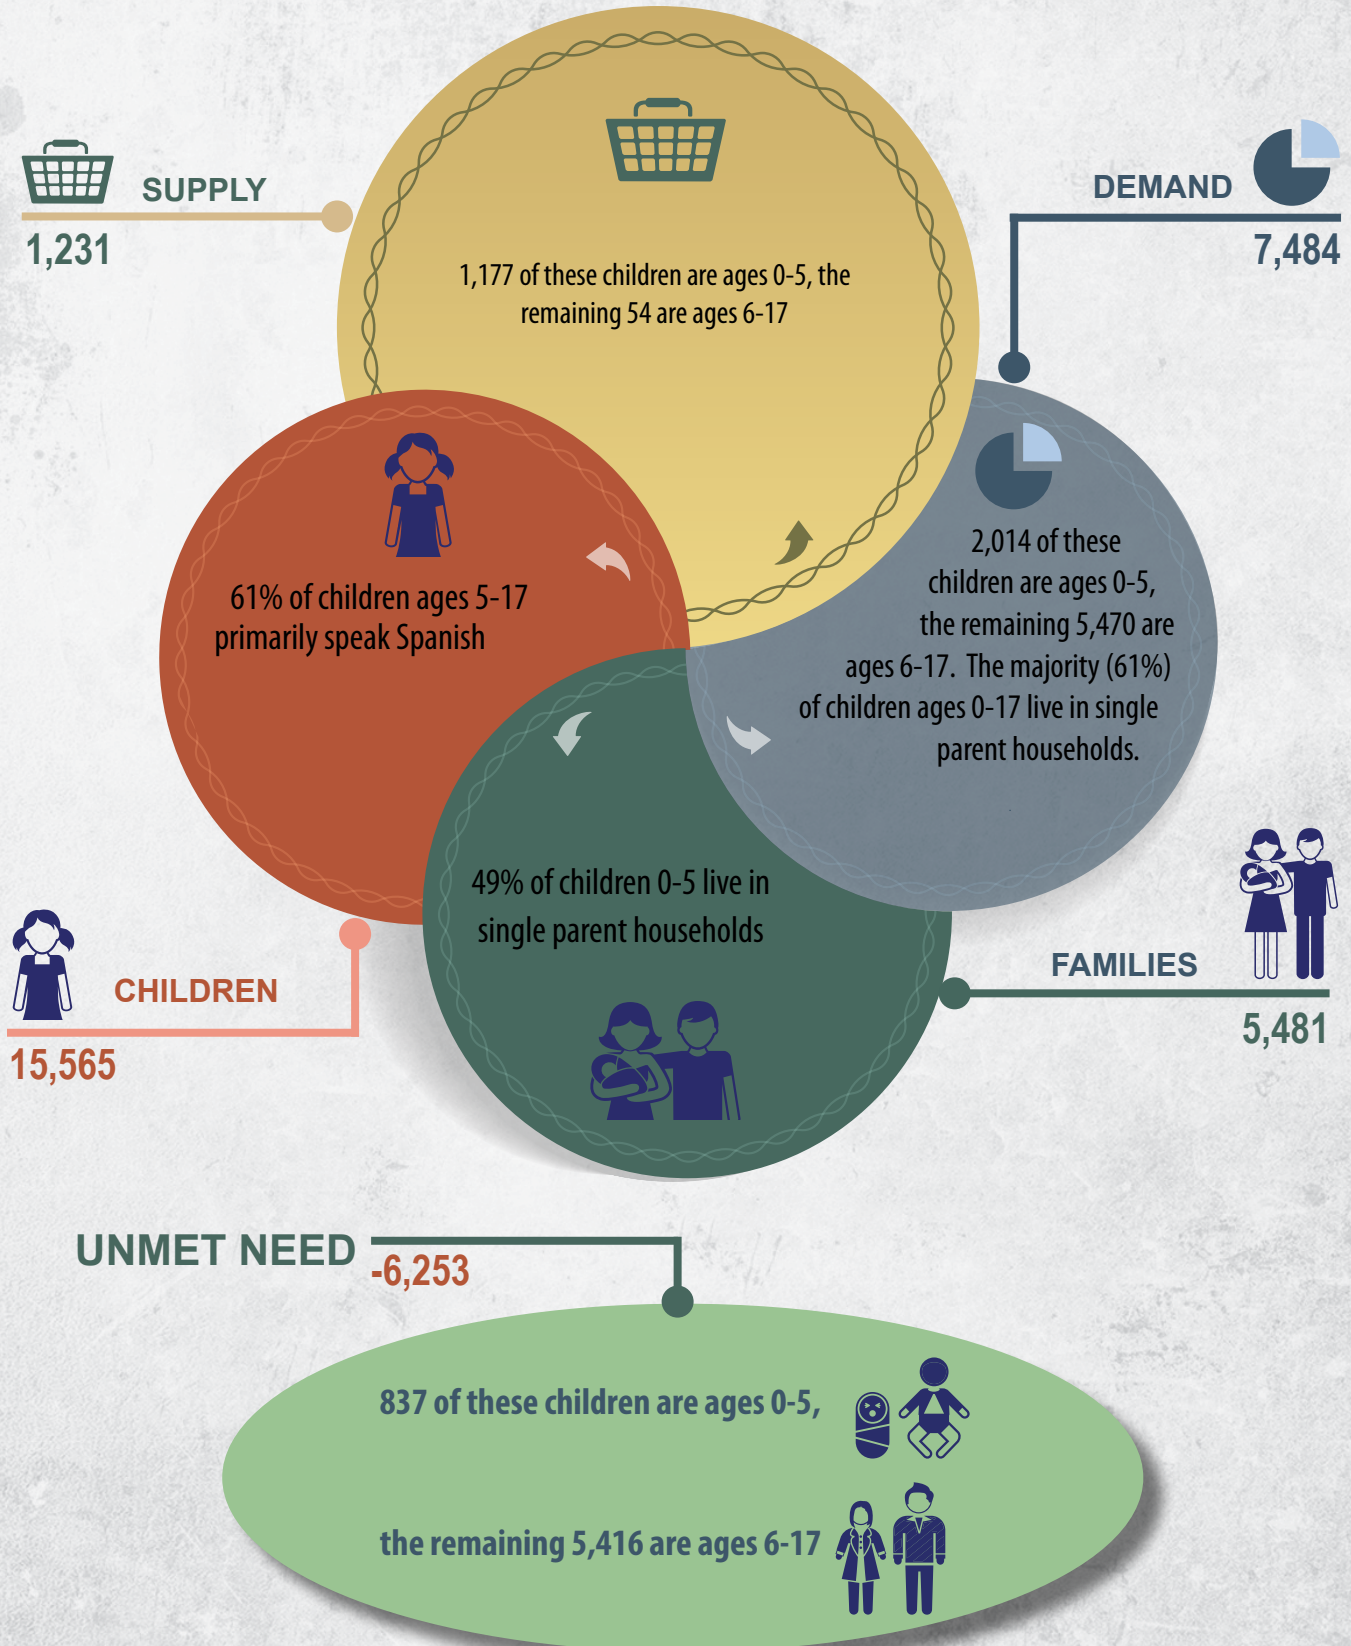 SUPPLY
1,231
DEMAND
7,484
1,177 of these children are ages 0-5, the
remaining 54 are ages 6-17
61% of children ages 5-17
primarily speak Spanish
2,014 of these
children are ages 0-5,
the remaining 5,470 are
ages 6-17. The majority (61%)
of children ages 0-17 live in single
parent households.
49% of children 0-5 live in
single parent households
CHILDREN
15,565
FAMILIES
5,481
UNMET NEED
-6,253
837 of these children are ages 0-5,
the remaining 5,416 are ages 6-17